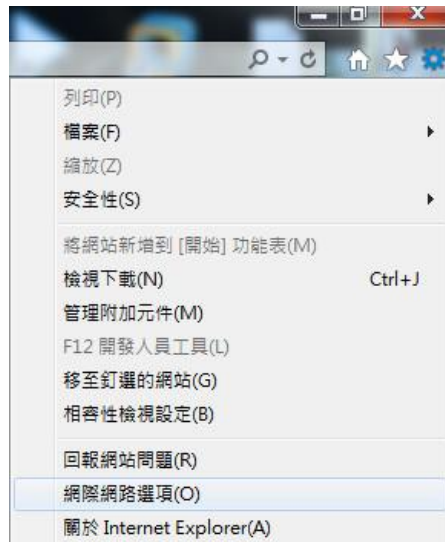 列印(P)
檔案(F)
縮放(Z)
安全性(S)
將網站新增到 [開始] 功能表(M)
檢視下載(N) Ctrl+J
管理附加元件(M)
F12 開發人員工具(L)
移至釘選的網站(G)
相容性檢視設定(B)
回報網站問題(R)
網際網路選項(O)
關於 Internet Explorer(A)